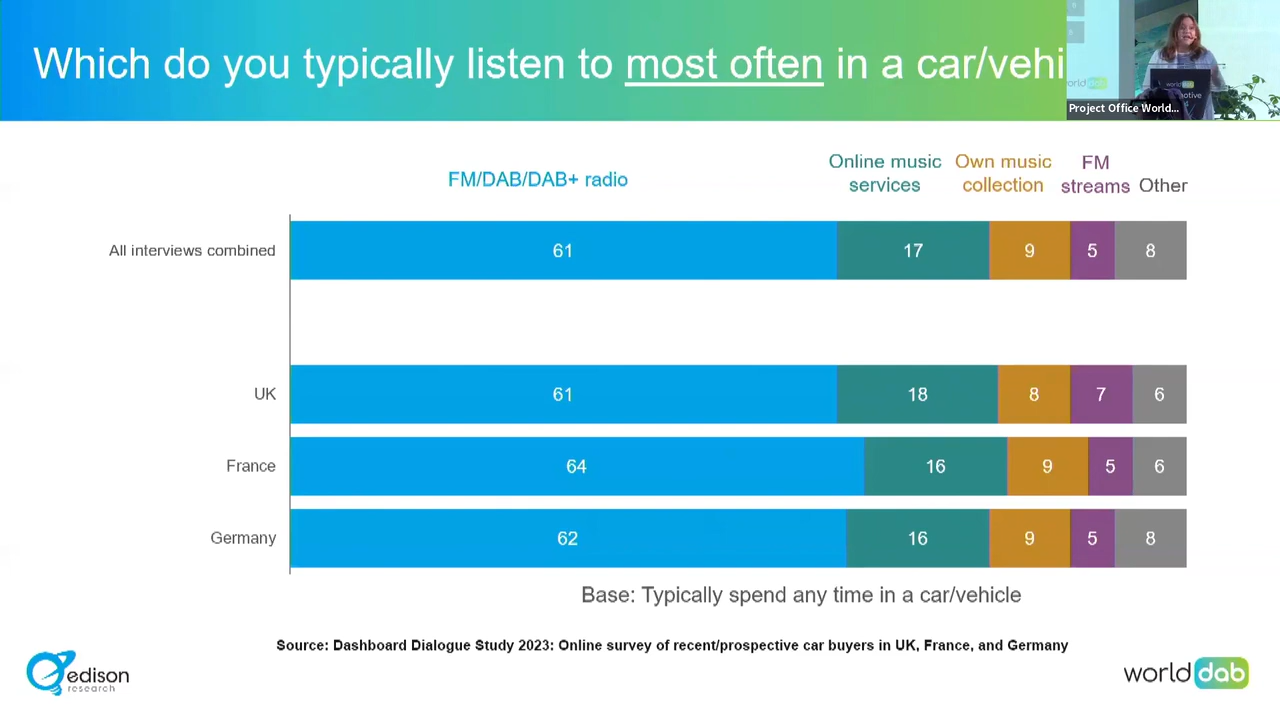 Which do you typically listen to most often in a car/vehi
Project Office World...
Online music
services
Own music
collection
FM
streams
Other
FM/DAB/DAB+ radio
All interviews combined
61
17
9
5
8
UK
61
18
8
7
6
France
64
16
9
5
6
Germany
62
16
9
5
8
Base: Typically spend any time in a car/vehicle
Source: Dashboard Dialogue Study 2023: Online survey of recent/prospective car buyers in UK, France, and Germany
edison
research
world dab